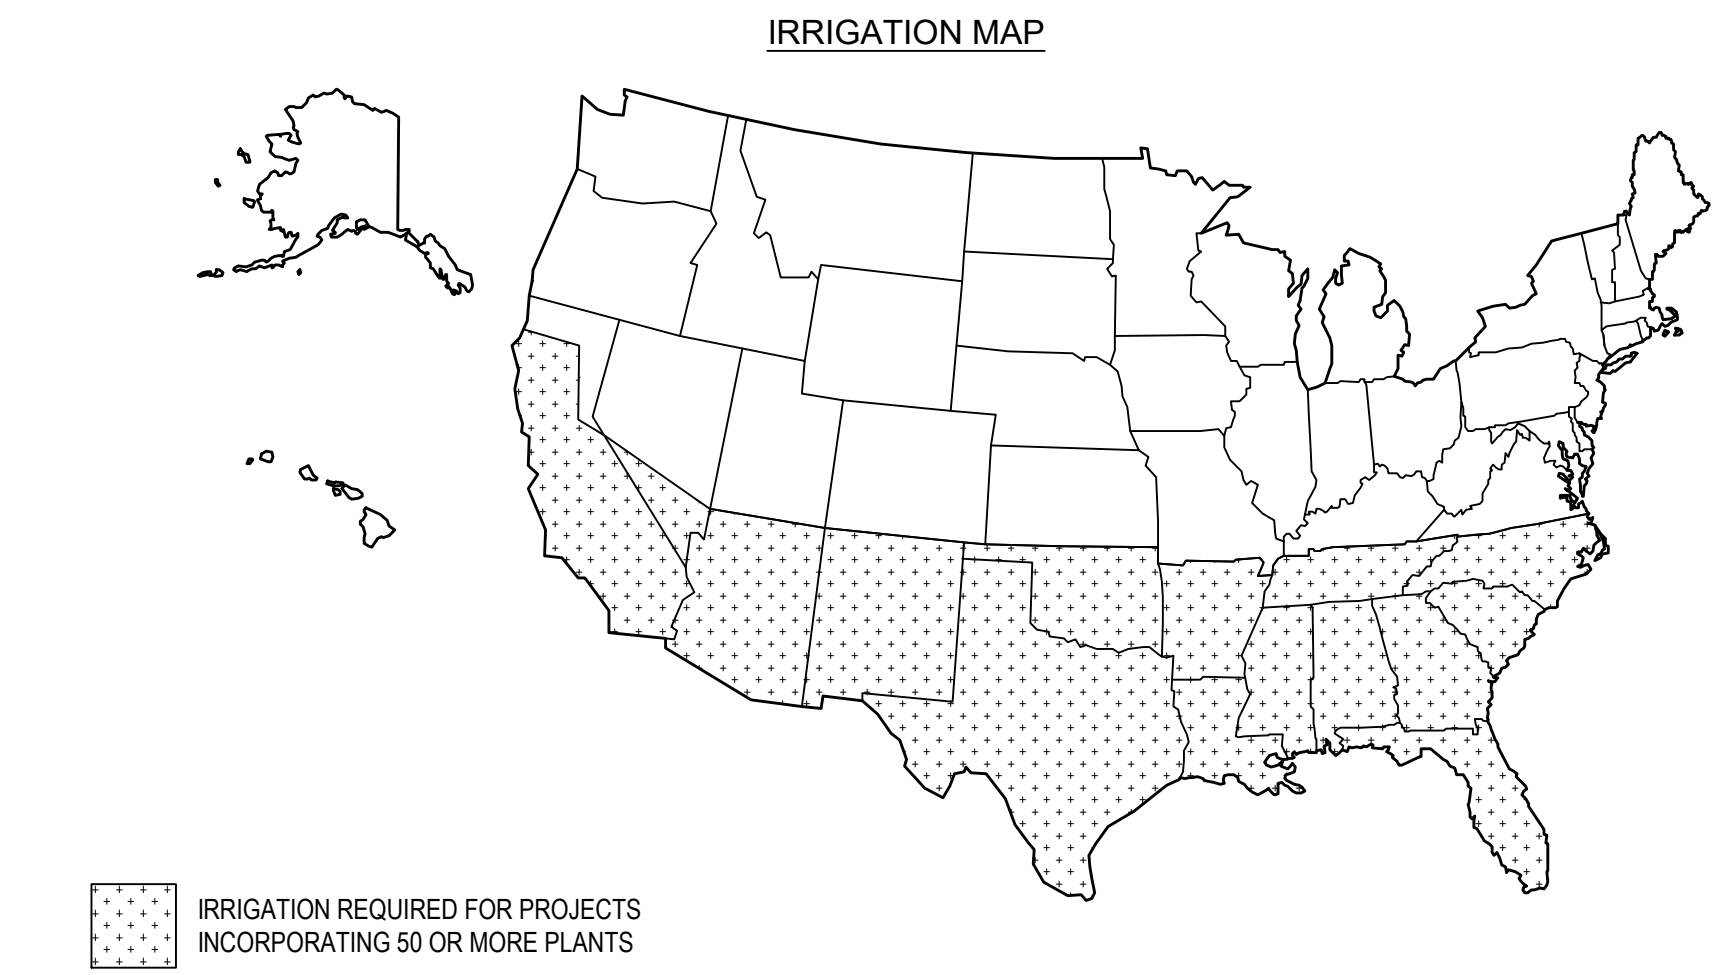 IRRIGATION MAP
IRRIGATION REQUIRED FOR PROJECTS
INCORPORATING 50 OR MORE PLANTS